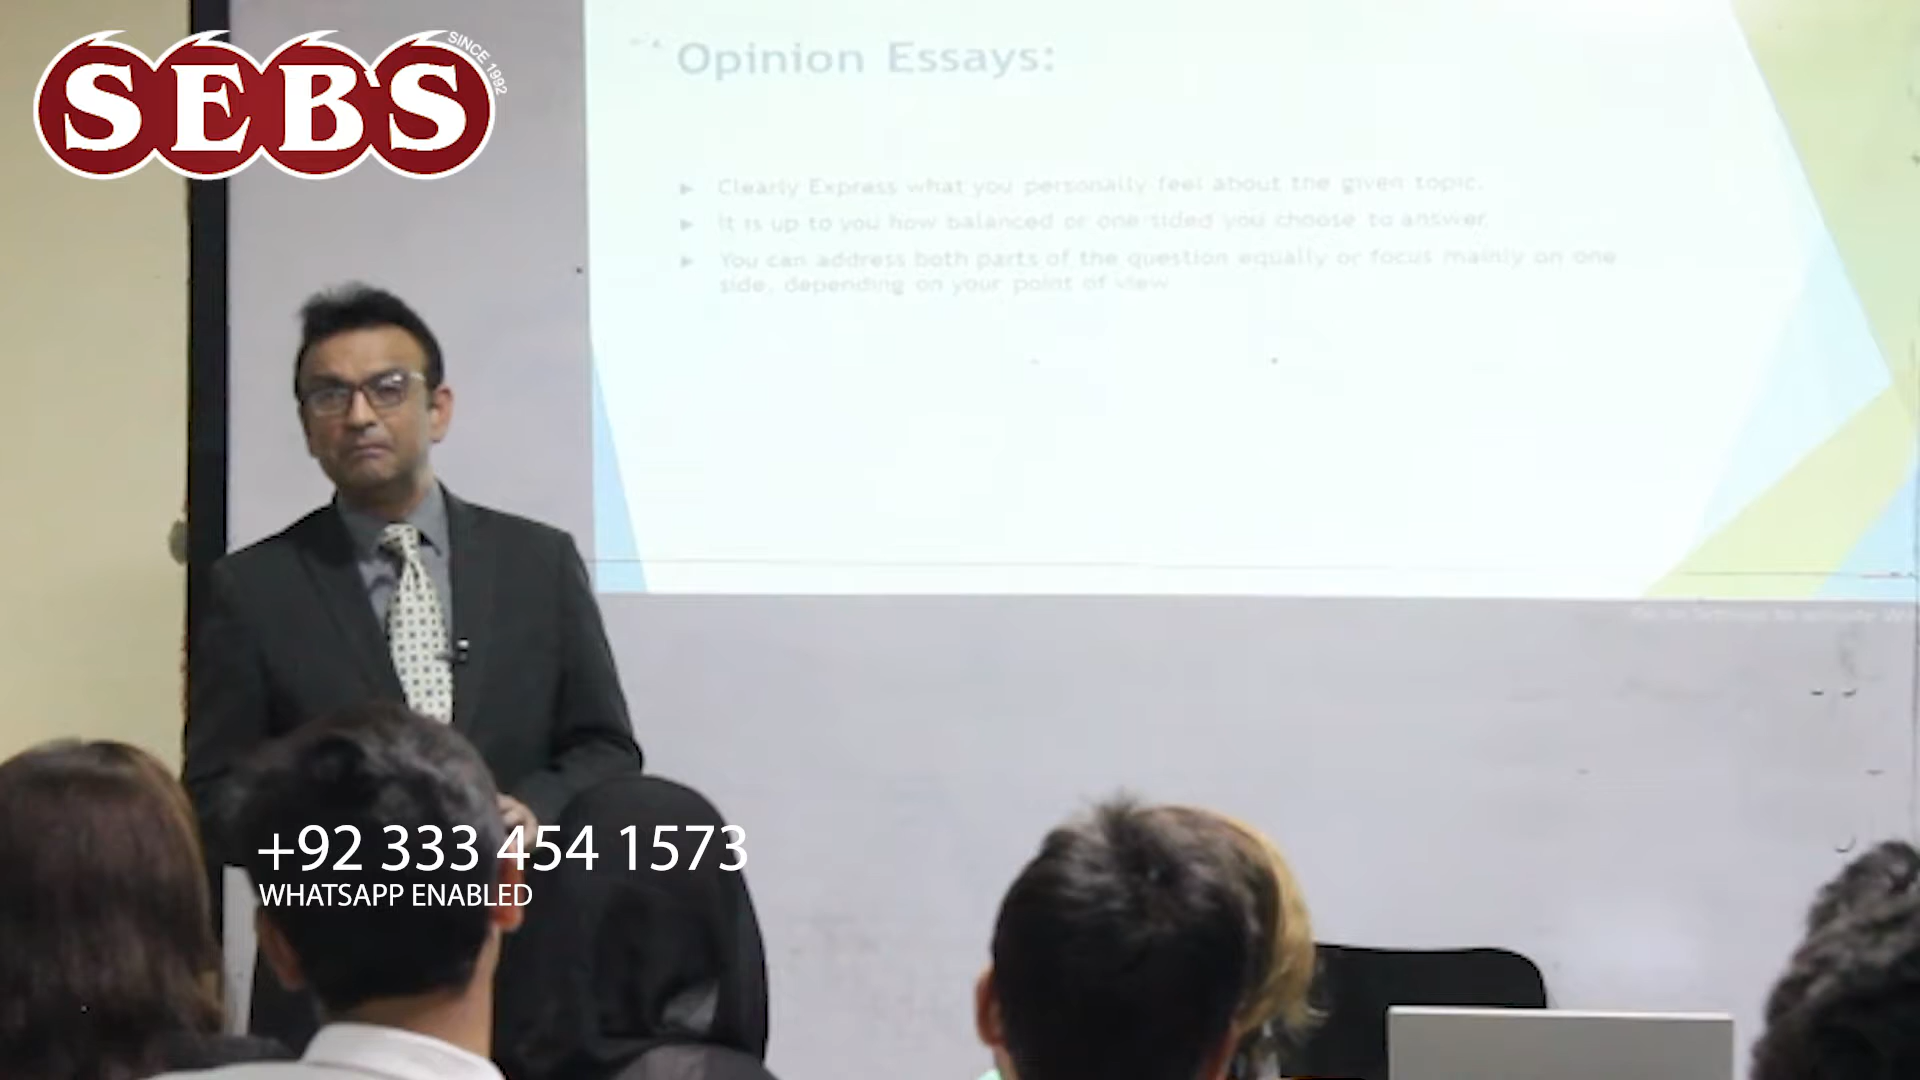 SEB'S
SINCE 1992
Opinion Essays:
Clearly Express what you personally feel about the given topic.
It is up to you how balanced or one sided you choose to answer.
You can address both parts of the question equally or focus mainly on one
side, depending on your point of view
+92 333 454 1573
WHATSAPP ENABLED